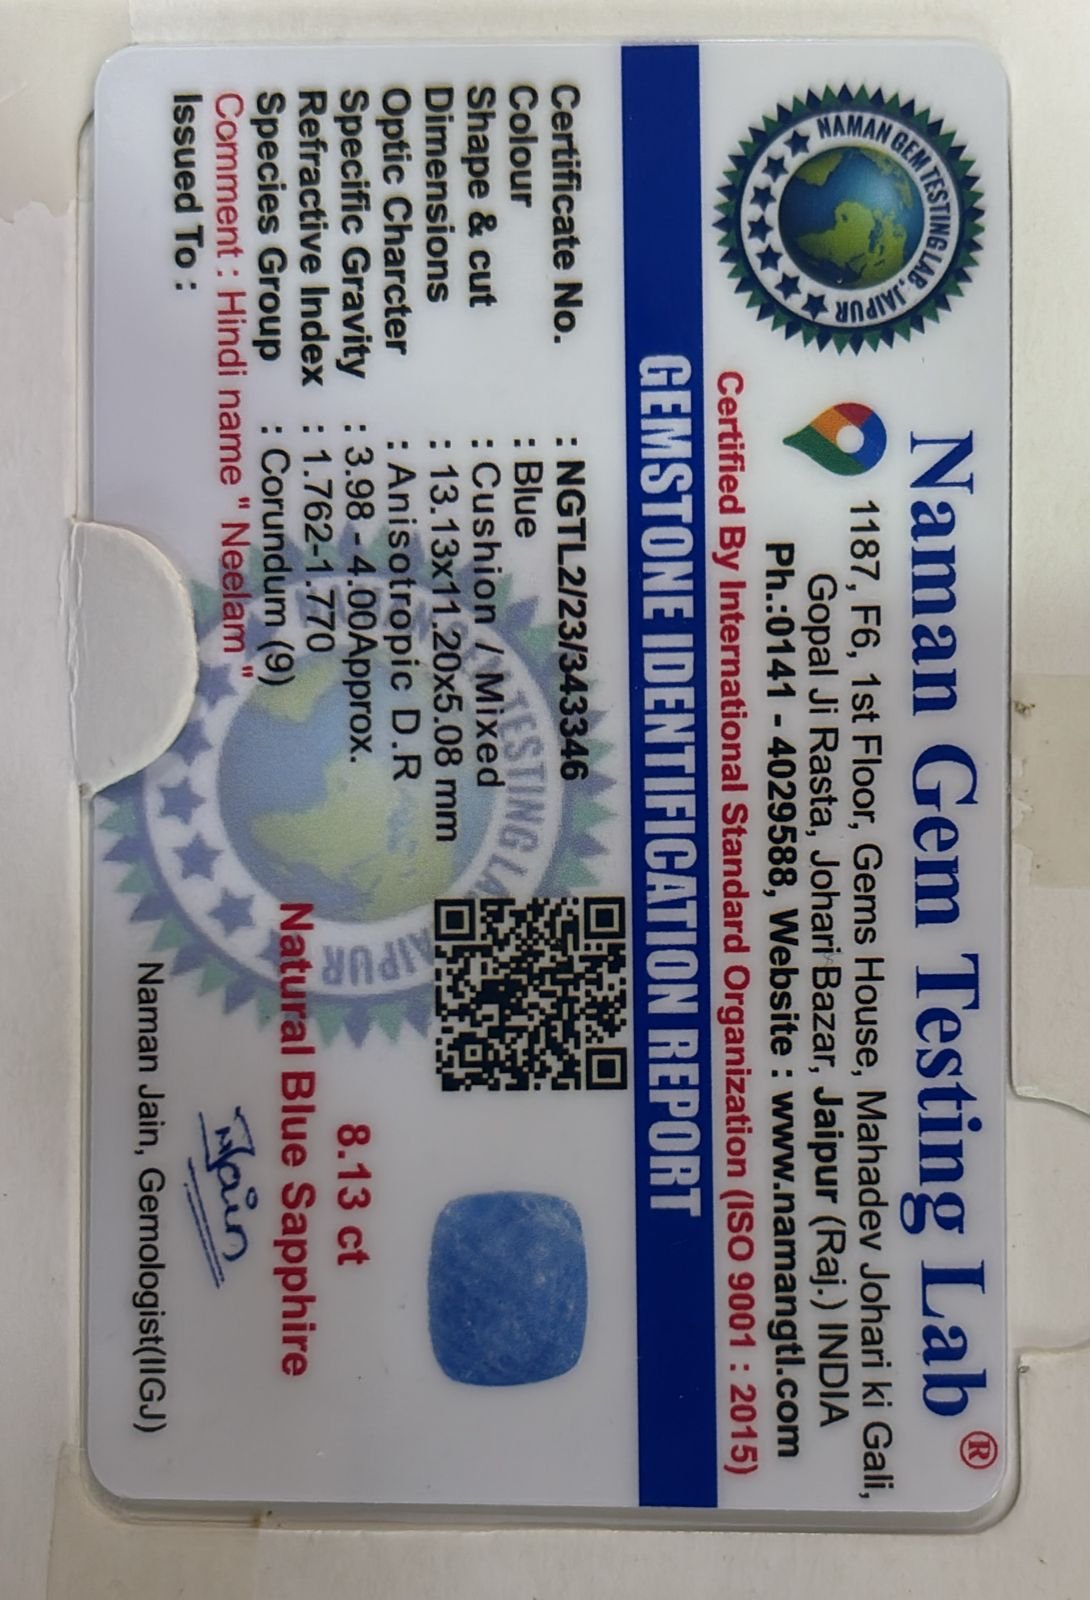 NAMAN GEM TESTING LAB, JAIPUR
Naman Gem Testing Lab ®
1187, F6, 1st Floor, Gems House, Mahadev Johari ki Gali,
Gopal Ji Rasta, Johari Bazar, Jaipur (Raj.) INDIA
Ph.:0141 - 4029588, Website : www.namangtl.com
Certified By International Standard Organization (ISO 9001 : 2015)
GEMSTONE IDENTIFICATION REPORT
Certificate No. : NGTL2/23/343346
Colour : Blue
Shape & cut : Cushion / Mixed
Dimensions : 13.13x11.20x5.08 mm
Optic Charcter : Anisotropic D.R
Specific Gravity : 3.98 - 4.00Approx.
Refractive Index : 1.762-1.770
Species Group : Corundum (9)
Comment : Hindi name " Neelam "
Issued To :
8.13 ct
Natural Blue Sapphire
NJain
Naman Jain, Gemologist(IIGJ)